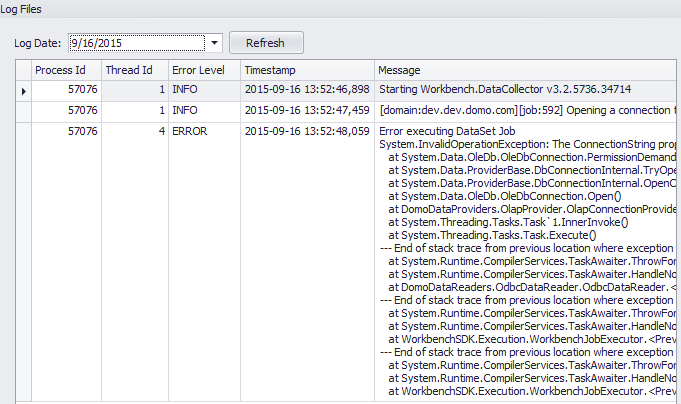 Log Files
Log Date: 9/16/2015 Refresh
Process Id Thread Id Error Level Timestamp Message
57076 1 INFO 2015-09-16 13:52:46,898 Starting Workbench.DataCollector v3.2.5736.34714
57076 1 INFO 2015-09-16 13:52:47,459 [domain:dev.dev.domo.com][job:592] Opening a connection t
57076 4 ERROR 2015-09-16 13:52:48,059 Error executing DataSet Job
System.InvalidOperationException: The ConnectionString prop
at System.Data.OleDb.OleDbConnection.PermissionDemand
at System.Data.ProviderBase.DbConnectionInternal.TryOpe
at System.Data.ProviderBase.DbConnectionInternal.OpenC
at System.Data.OleDb.OleDbConnection.Open()
at DomoDataProviders.OlapProvider.OlapConnectionProvide
at System.Threading.Tasks.Task`1.InnerInvoke()
at System.Threading.Tasks.Task.Execute()
--- End of stack trace from previous location where exception
at System.Runtime.CompilerServices.TaskAwaiter.ThrowFor
at System.Runtime.CompilerServices.TaskAwaiter.HandleNo
at DomoDataReaders.OdbcDataReader.OdbcDataReader.<
--- End of stack trace from previous location where exception
at System.Runtime.CompilerServices.TaskAwaiter.ThrowFor
at System.Runtime.CompilerServices.TaskAwaiter.HandleNo
at WorkbenchSDK.Execution.WorkbenchJobExecutor.<Prev
--- End of stack trace from previous location where exception
at System.Runtime.CompilerServices.TaskAwaiter.ThrowFor
at System.Runtime.CompilerServices.TaskAwaiter.HandleNo
at WorkbenchSDK.Execution.WorkbenchJobExecutor.<Prev